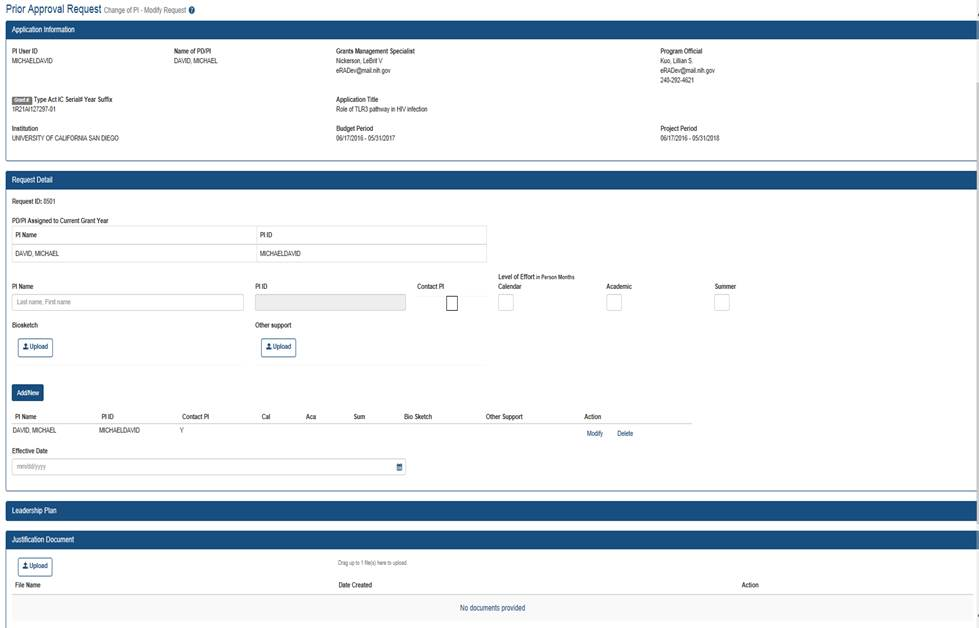 Prior Approval Request Change of PI - Modify Request ?
Application Information
PI User ID Name of PD/PI Grants Management Specialist Program Official
MICHAELDAVID DAVID, MICHAEL Nickerson, LeBrit V Kuo, Lillian S.
eRADev@mail.nih.gov eRADev@mail.nih.gov
240-292-4621
Grant# Type Act IC Serial# Year Suffix Application Title
1R21AI127297-01 Role of TLR3 pathway in HIV infection
Institution Budget Period Project Period
UNIVERSITY OF CALIFORNIA SAN DIEGO 06/17/2016 - 05/31/2017 06/17/2016 - 05/31/2018
Request Detail
Request ID: 8501
PD/PI Assigned to Current Grant Year
PI Name PI ID
DAVID, MICHAEL MICHAELDAVID
Level of Effort in Person Months
PI Name PI ID Contact PI Calendar Academic Summer
Last name, First name
Biosketch Other support
Upload Upload
Add/New
PI Name PI ID Contact PI Cal Aca Sum Bio Sketch Other Support Action
DAVID, MICHAEL MICHAELDAVID Y Modify Delete
Effective Date
mm/dd/yyyy
Leadership Plan
Justification Document
Upload Drag up to 1 file(s) here to upload.
File Name Date Created Action
No documents provided